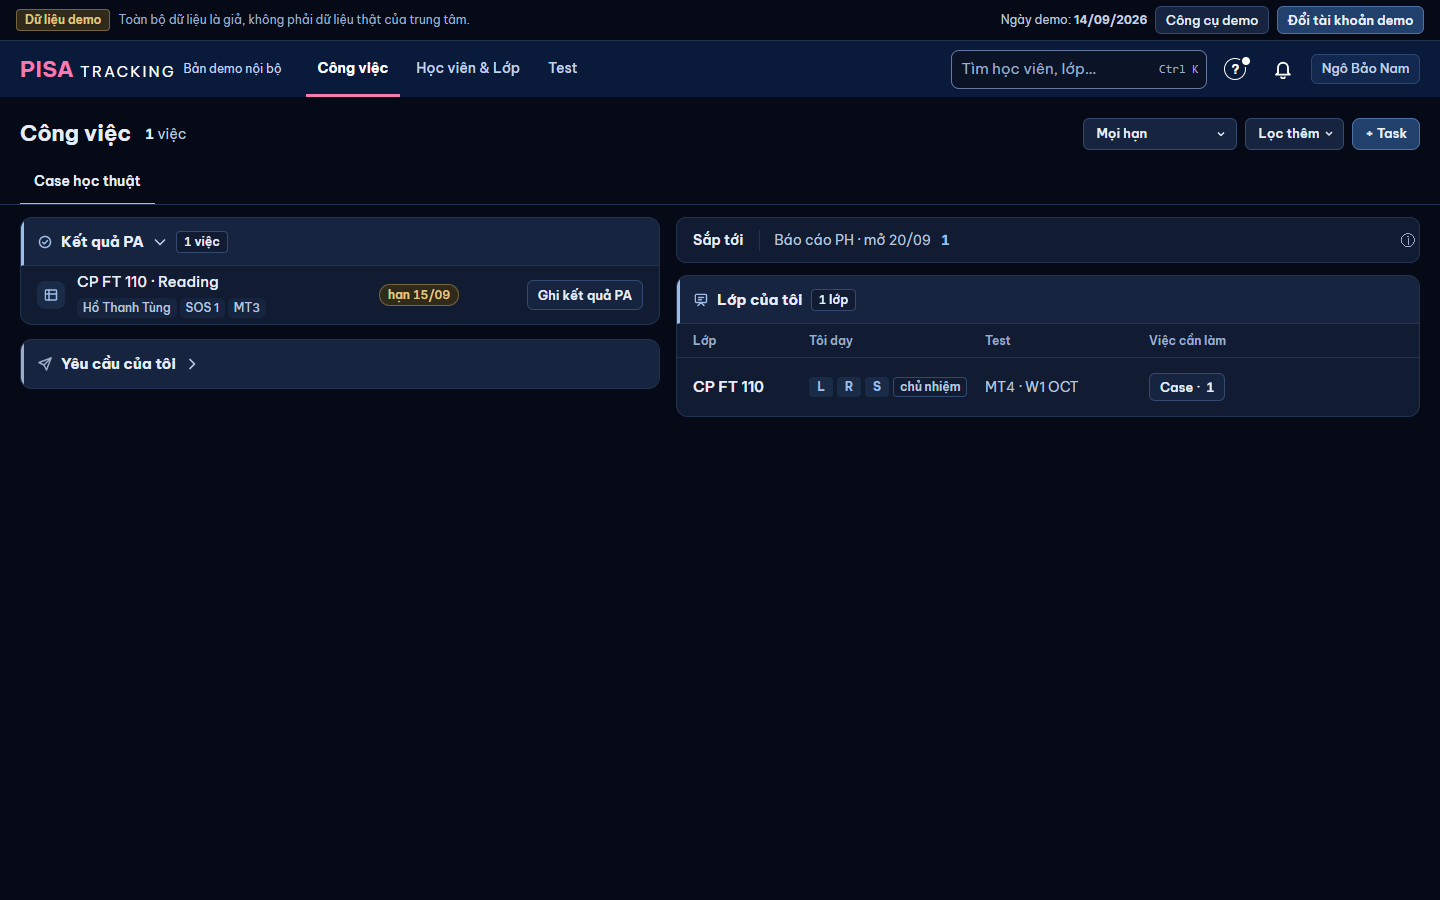 Dữ liệu demo Toàn bộ dữ liệu là giả, không phải dữ liệu thật của trung tâm. Ngày demo: 14/09/2026 Công cụ demo Đổi tài khoản demo
PISA TRACKING Bản demo nội bộ Công việc Học viên & Lớp Test Tìm học viên, lớp... Ctrl K ? Ngô Bảo Nam
Công việc 1 việc Mọi hạn Lọc thêm + Task
Case học thuật
Kết quả PA 1 việc
CP FT 110 · Reading
Hồ Thanh Tùng SOS 1 MT3
hạn 15/09
Ghi kết quả PA
Yêu cầu của tôi
Sắp tới Báo cáo PH · mở 20/09 1
Lớp của tôi 1 lớp
Lớp Tôi dạy Test Việc cần làm
CP FT 110 L R S chủ nhiệm MT4 · W1 OCT Case · 1